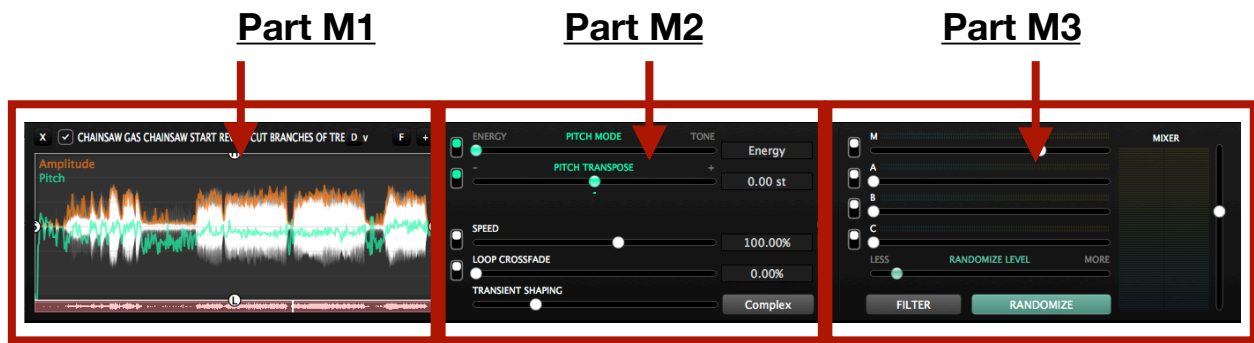 Part M1
Part M2
Part M3
X CHAINSAW GAS CHAINSAW START REV CUT BRANCHES OF TRE D v F +
Amplitude
Pitch
H
L
ENERGY PITCH MODE TONE
Energy
- PITCH TRANSPOSE +
0.00 st
-
SPEED
100.00%
LOOP CROSSFADE
0.00%
TRANSIENT SHAPING
Complex
M
A
B
C
LESS RANDOMIZE LEVEL MORE
FILTER RANDOMIZE
MIXER